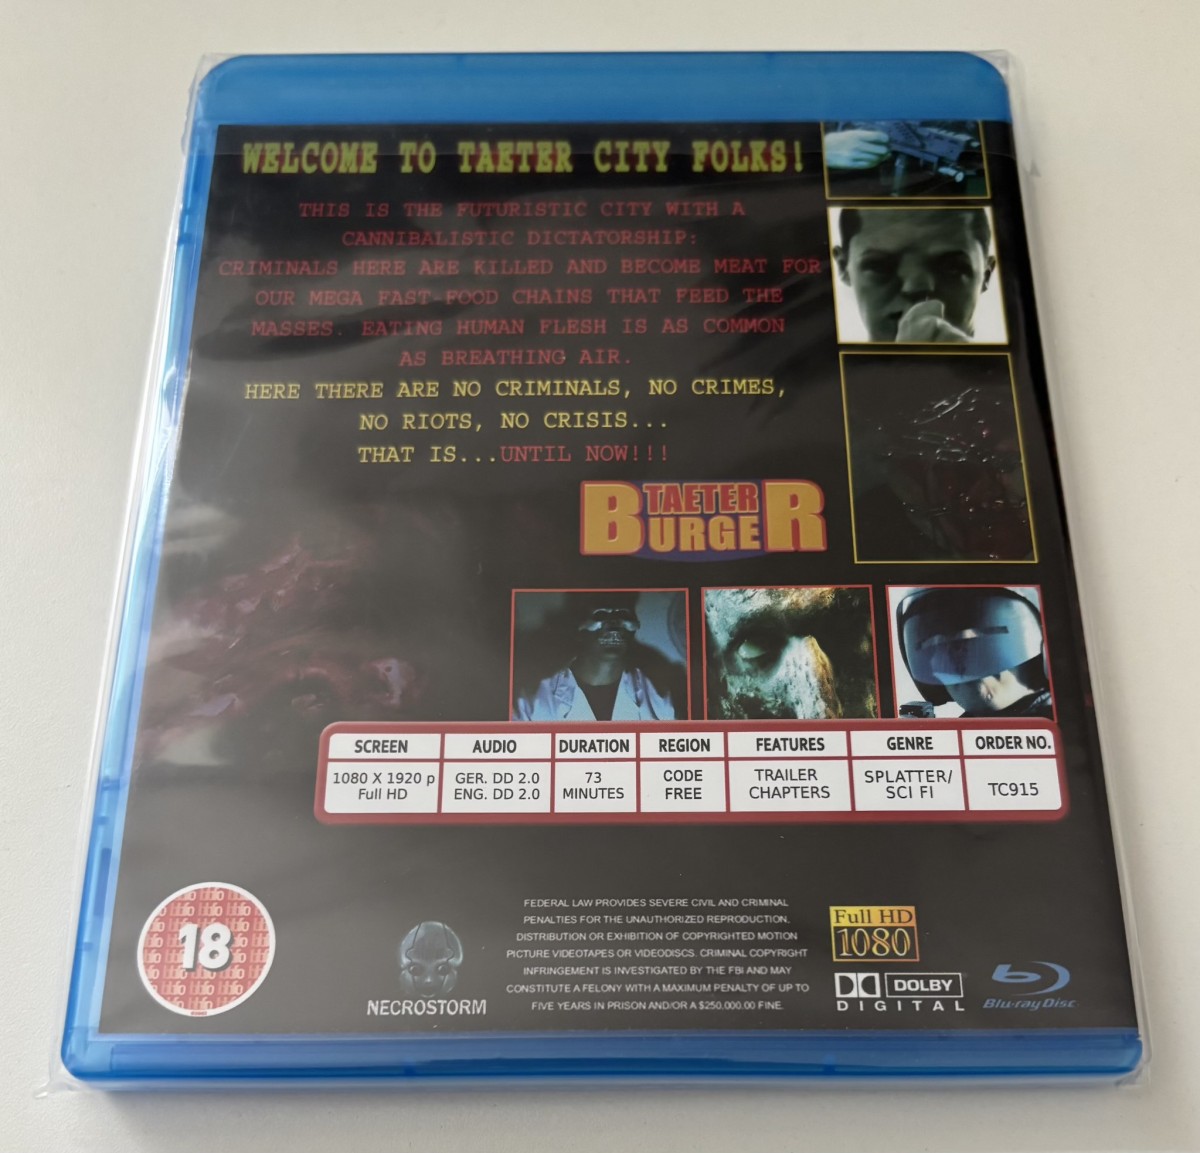 WELCOME TO TAETER CITY FOLKS!
THIS IS THE FUTURISTIC CITY WITH A
CANNIBALISTIC DICTATORSHIP:
CRIMINALS HERE ARE KILLED AND BECOME MEAT FOR
OUR MEGA FAST-FOOD CHAINS THAT FEED THE
MASSES. EATING HUMAN FLESH IS AS COMMON
AS BREATHING AIR.
HERE THERE ARE NO CRIMINALS, NO CRIMES,
NO RIOTS, NO CRISIS...
THAT IS...UNTIL NOW!!!
TAETER
BURGER
SCREEN AUDIO DURATION REGION FEATURES GENRE ORDER NO.
1080 X 1920 p GER. DD 2.0 73 CODE TRAILER SPLATTER/ TC915
Full HD ENG. DD 2.0 MINUTES FREE CHAPTERS SCI FI
18
NECROSTORM
FEDERAL LAW PROVIDES SEVERE CIVIL AND CRIMINAL
PENALTIES FOR THE UNAUTHORIZED REPRODUCTION,
DISTRIBUTION OR EXHIBITION OF COPYRIGHTED MOTION
PICTURE VIDEOTAPES OR VIDEODISCS. CRIMINAL COPYRIGHT
INFRINGEMENT IS INVESTIGATED BY THE FBI AND MAY
CONSTITUTE A FELONY WITH A MAXIMUM PENALTY OF UP TO
FIVE YEARS IN PRISON AND/OR A $250,000.00 FINE.
Full HD
1080
DOLBY
DIGITAL
Blu-ray Disc